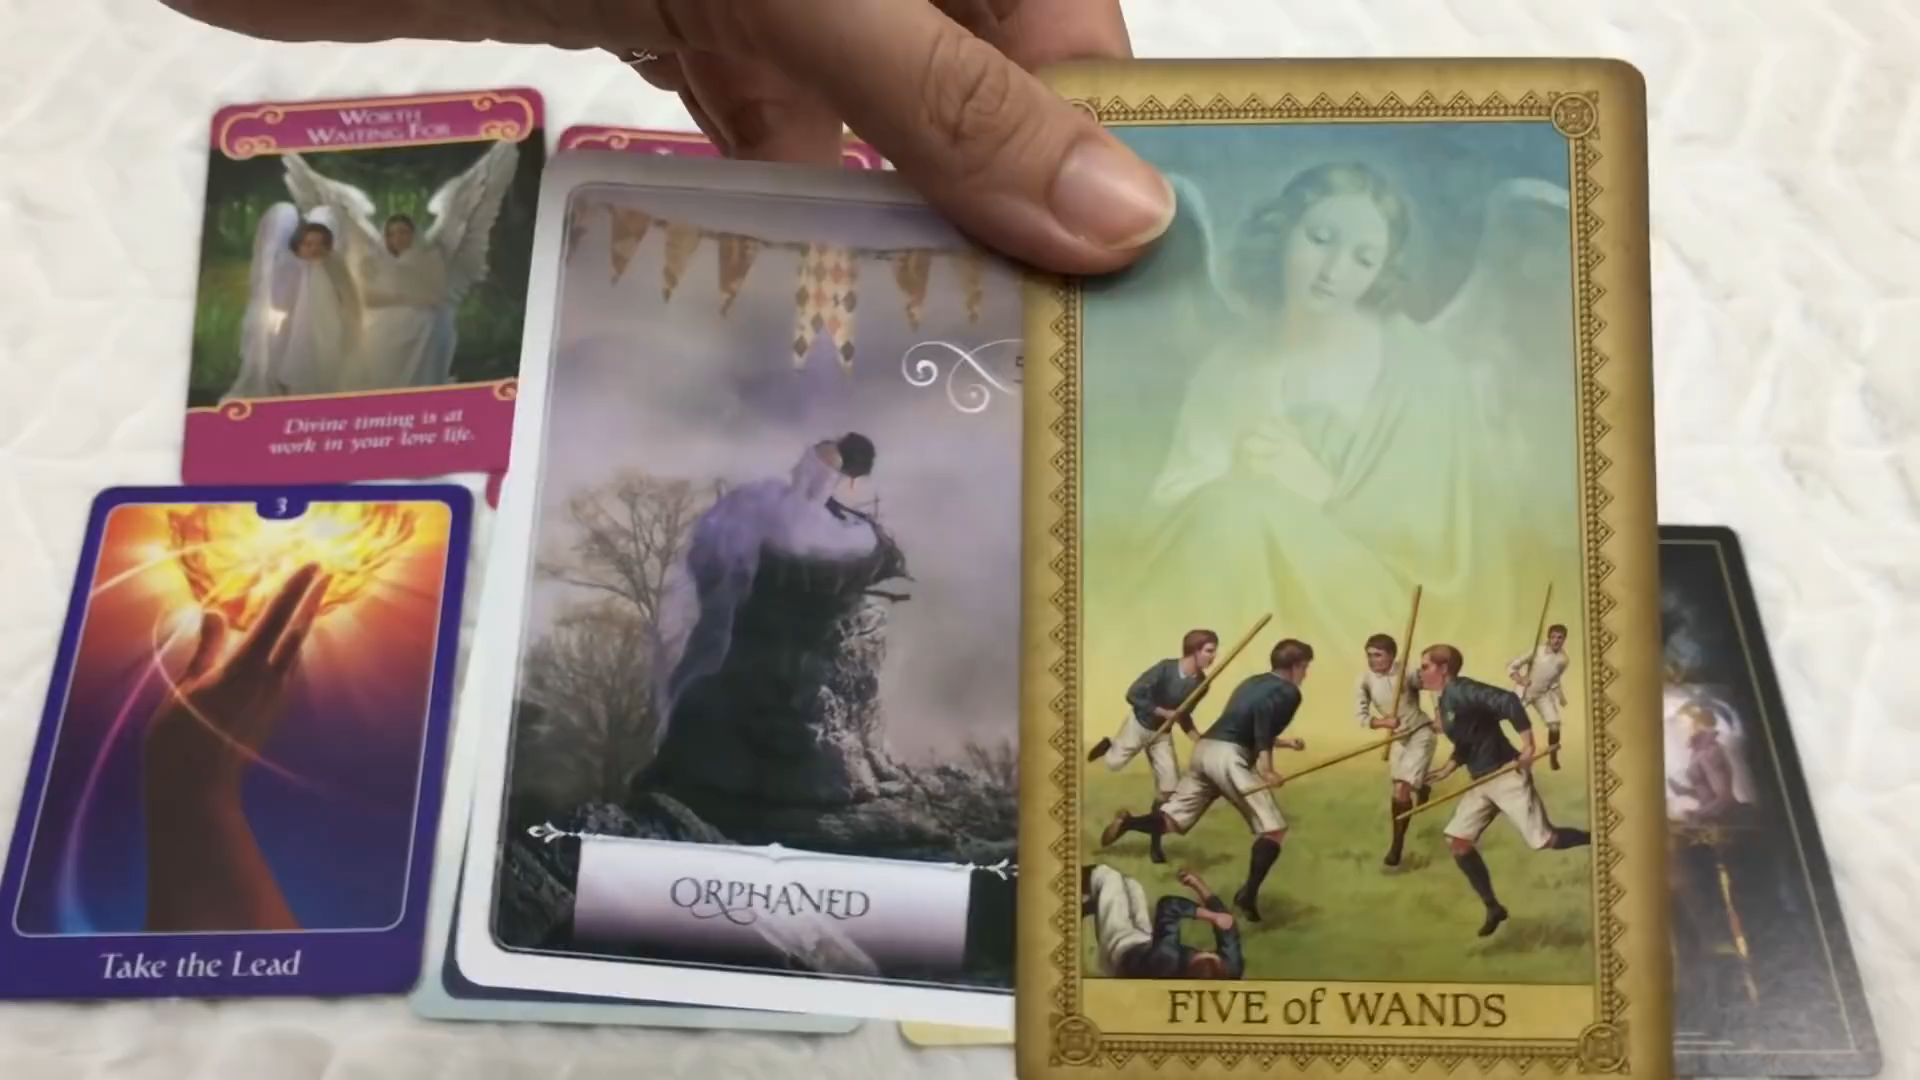 WORTH
WAITING FOR
Divine timing is at
work in your love life.
3
Take the Lead
ORPHANED
FIVE of WANDS